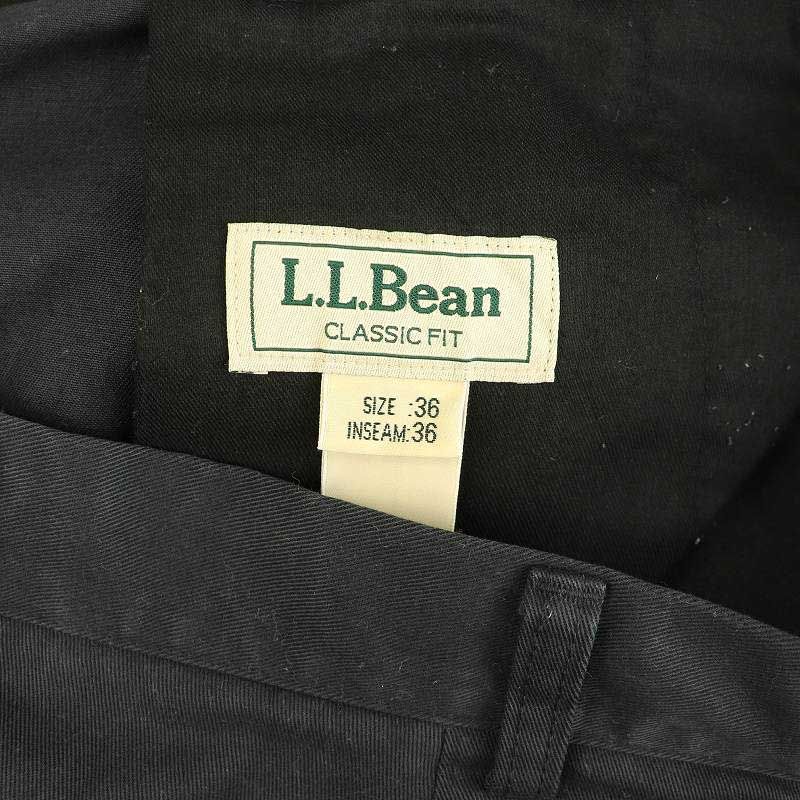 L.L.Bean
CLASSIC FIT
SIZE :36
INSEAM:36